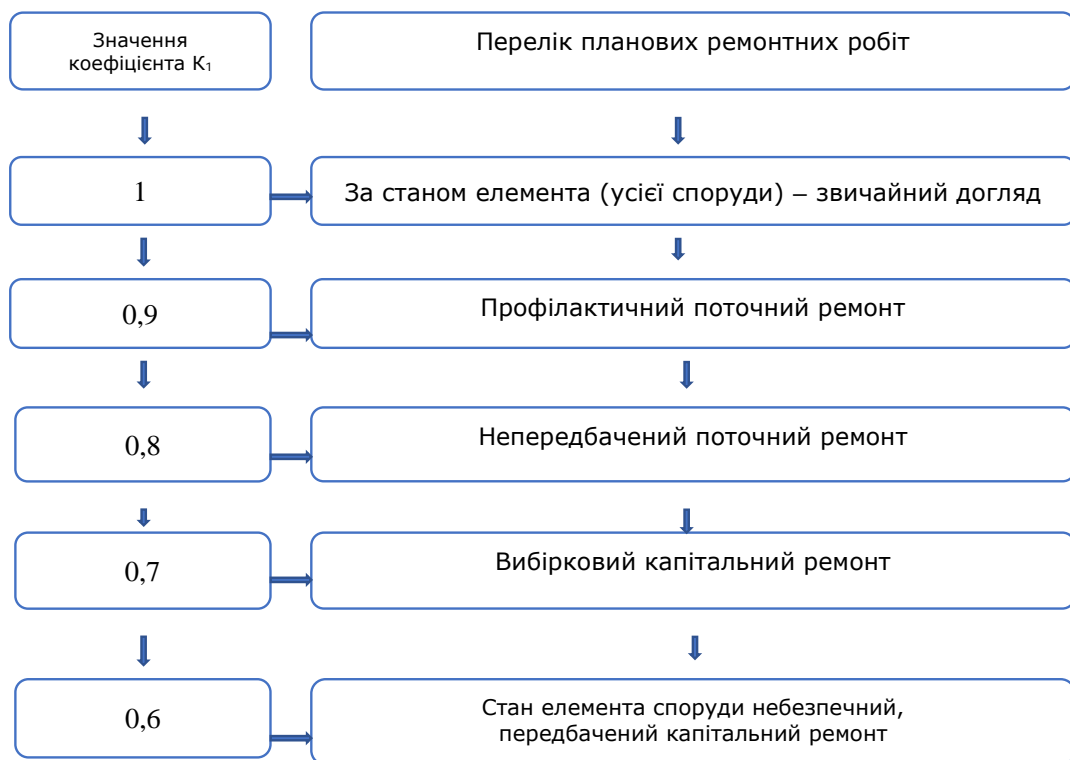 Значення
коефіцієнта К₁
Перелік планових ремонтних робіт
1
За станом елемента (усієї споруди) – звичайний догляд
0,9
Профілактичний поточний ремонт
0,8
Непередбачений поточний ремонт
0,7
Вибірковий капітальний ремонт
0,6
Стан елемента споруди небезпечний,
передбачений капітальний ремонт